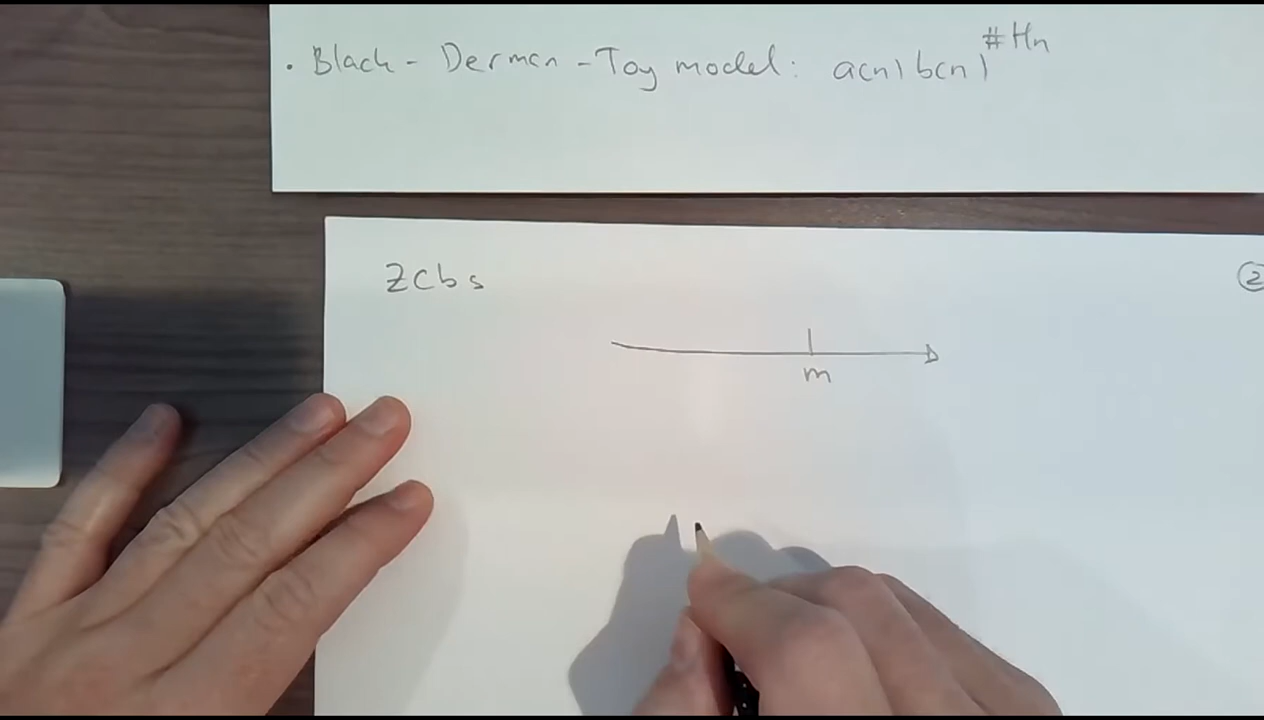 . Black - Derman - Toy model: a(n) b(n)^#Hn
Zcbs
②
m